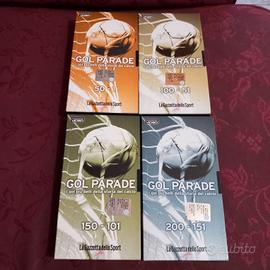 GOL PARADE
I gol più belli della storia del calcio
50-1
La Gazzetta dello Sport
GOL PARADE
I gol più belli della storia del calcio
100-51
La Gazzetta dello Sport
GOL PARADE
I gol più belli della storia del calcio
150-101
La Gazzetta dello Sport
GOL PARADE
I gol più belli della storia del calcio
200-151
La Gazzetta dello Sport
subito